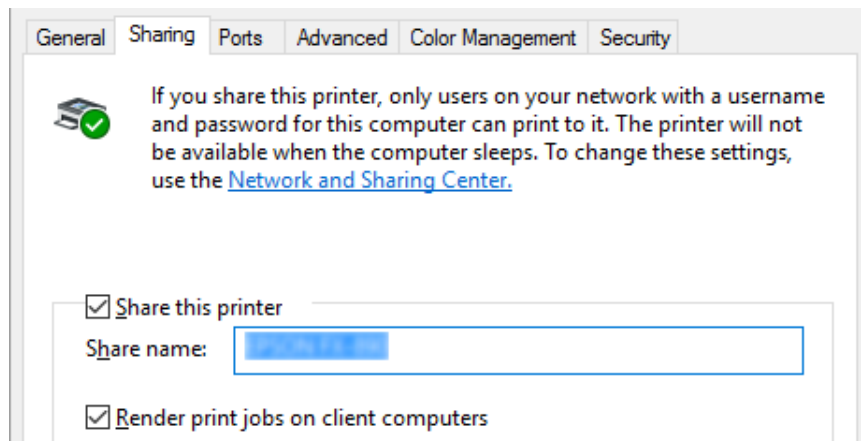 General Sharing Ports Advanced Color Management Security
If you share this printer, only users on your network with a username
and password for this computer can print to it. The printer will not
be available when the computer sleeps. To change these settings,
use the Network and Sharing Center.
Share this printer
Share name:
Render print jobs on client computers